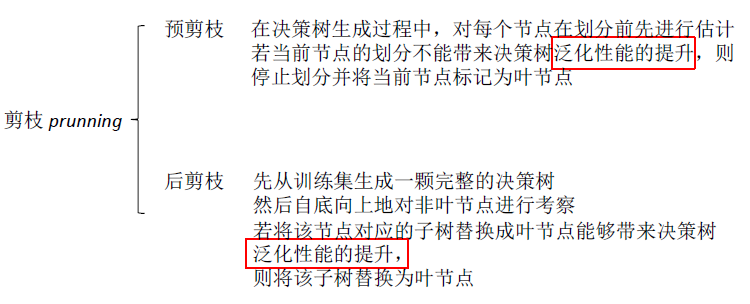 预剪枝
在决策树生成过程中，对每个节点在划分前先进行估计
若当前节点的划分不能带来决策树泛化性能的提升，则
停止划分并将当前节点标记为叶节点
剪枝 prunning
后剪枝
先从训练集生成一颗完整的决策树
然后自底向上地对非叶节点进行考察
若将该节点对应的子树替换成叶节点能够带来决策树
泛化性能的提升，
则将该子树替换为叶节点